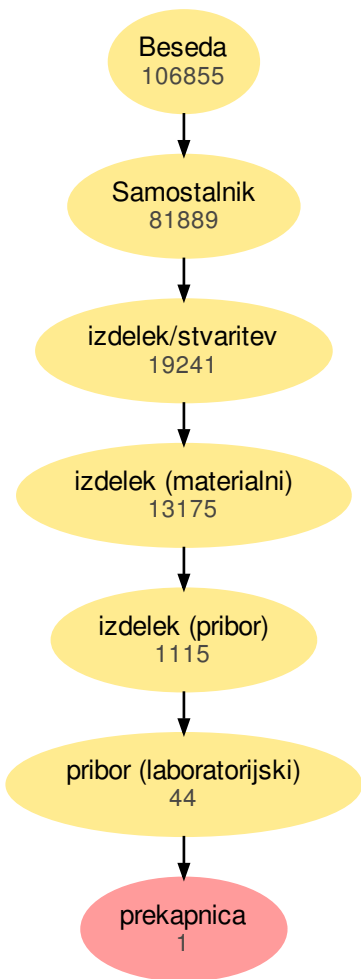 Beseda
106855
Samostalnik
81889
izdelek/stvaritev
19241
izdelek (materialni)
13175
izdelek (pribor)
1115
pribor (laboratorijski)
44
prekapnica
1